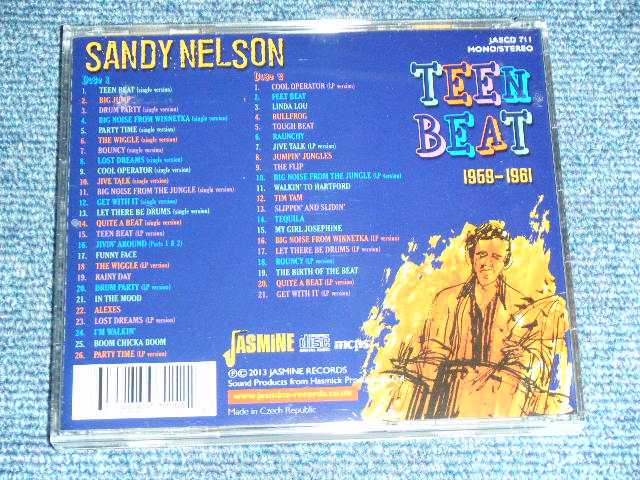 SANDY NELSON
JASCD 711
MONO/STEREO
TEEN
BEAT
1959-1961
Disc 1
1. TEEN BEAT (single version)
2. BIG JUMP
3. DRUM PARTY (single version)
4. BIG NOISE FROM WINNETKA (single version)
5. PARTY TIME (single version)
6. THE WIGGLE (single version)
7. BOUNCY (single version)
8. LOST DREAMS (single version)
9. COOL OPERATOR (single version)
10. JIVE TALK (single version)
11. BIG NOISE FROM THE JUNGLE (single version)
12. GET WITH IT (single version)
13. LET THERE BE DRUMS (single version)
14. QUITE A BEAT (single version)
15. TEEN BEAT (LP version)
16. JIVIN' AROUND (Parts 1 & 2)
17. FUNNY FACE
18. THE WIGGLE (LP version)
19. RAINY DAY
20. DRUM PARTY (LP version)
21. IN THE MOOD
22. ALEXES
23. LOST DREAMS (LP version)
24. I'M WALKIN'
25. BOOM CHICKA BOOM
26. PARTY TIME (LP version)
Disc 2
1. COOL OPERATOR (LP version)
2. FEET BEAT
3. LINDA LOU
4. BULLFROG
5. TOUGH BEAT
6. RAUNCHY
7. JIVE TALK (LP version)
8. JUMPIN' JUNGLES
9. THE FLIP
10. BIG NOISE FROM THE JUNGLE (LP version)
11. WALKIN' TO HARTFORD
12. TIM TAM
13. SLIPPIN' AND SLIDIN'
14. TEQUILA
15. MY GIRL JOSEPHINE
16. BIG NOISE FROM WINNETKA (LP version)
17. LET THERE BE DRUMS (LP version)
18. BOUNCY (LP version)
19. THE BIRTH OF THE BEAT
20. QUITE A BEAT (LP version)
21. GET WITH IT (LP version)
JASMINE
COMPACT disc DIGITAL AUDIO
mcps
℗© 2013 JASMINE RECORDS
Sound Products from Hasmick
www.jasmine-records.co.uk
Made in Czech Republic